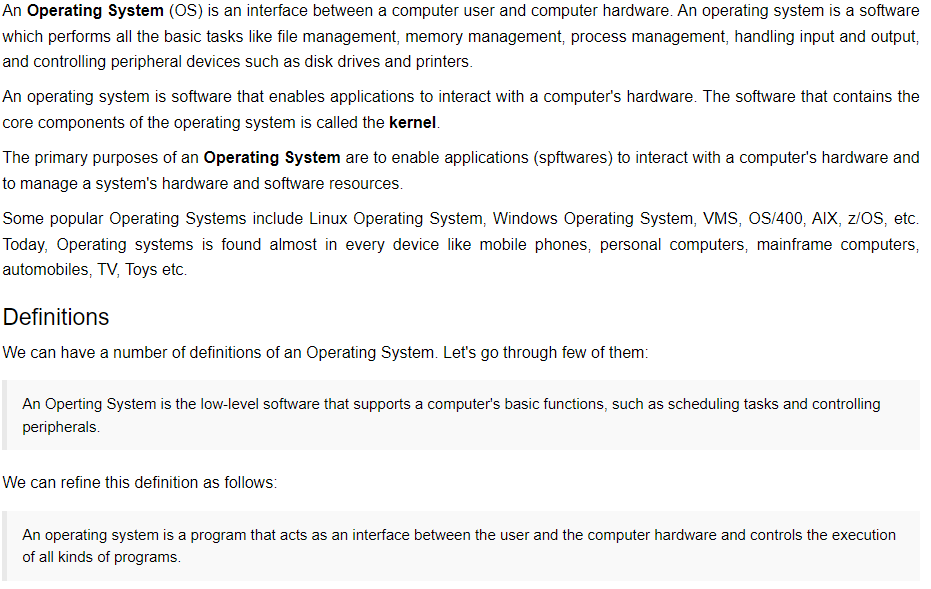 An Operating System (OS) is an interface between a computer user and computer hardware. An operating system is a software
which performs all the basic tasks like file management, memory management, process management, handling input and output,
and controlling peripheral devices such as disk drives and printers.
An operating system is software that enables applications to interact with a computer's hardware. The software that contains the
core components of the operating system is called the kernel.
The primary purposes of an Operating System are to enable applications (spftwares) to interact with a computer's hardware and
to manage a system's hardware and software resources.
Some popular Operating Systems include Linux Operating System, Windows Operating System, VMS, OS/400, AIX, z/OS, etc.
Today, Operating systems is found almost in every device like mobile phones, personal computers, mainframe computers,
automobiles, TV, Toys etc.
Definitions
We can have a number of definitions of an Operating System. Let's go through few of them:
An Operting System is the low-level software that supports a computer's basic functions, such as scheduling tasks and controlling
peripherals.
We can refine this definition as follows:
An operating system is a program that acts as an interface between the user and the computer hardware and controls the execution
of all kinds of programs.